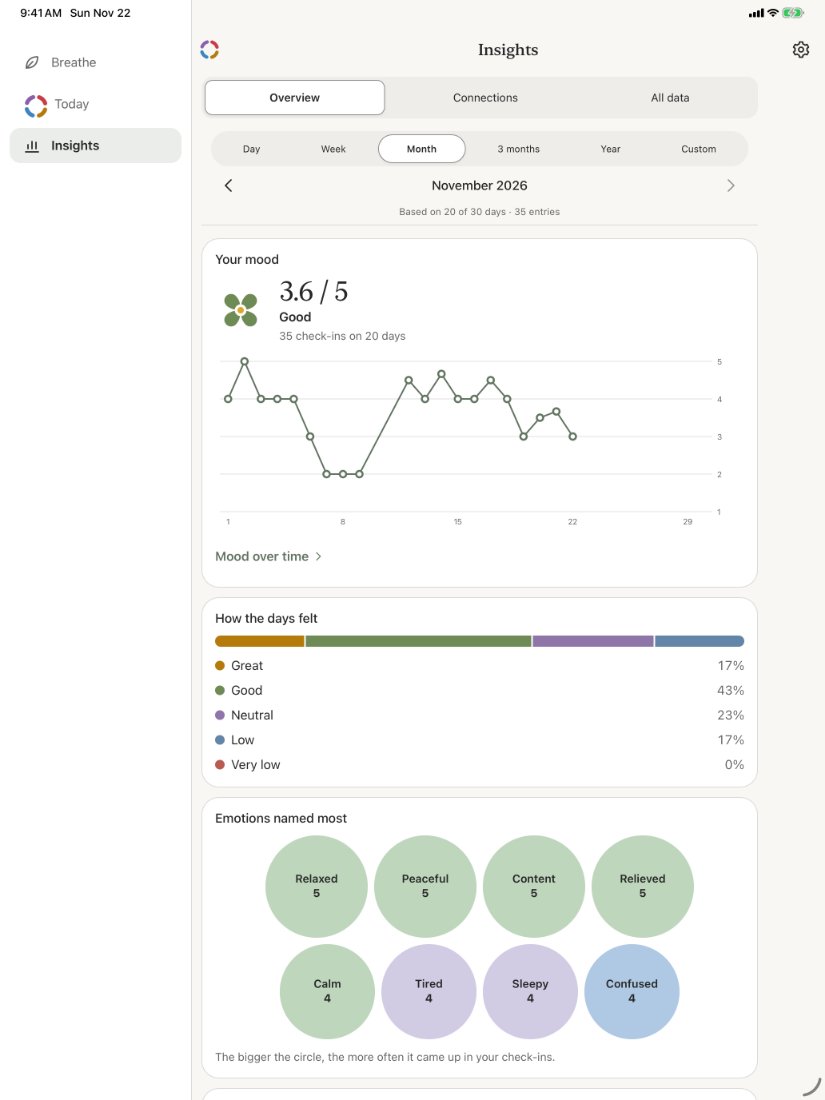 9:41 AM Sun Nov 22
Breathe
Today
Insights
Insights
Overview Connections All data
Day Week Month 3 months Year Custom
November 2026
Based on 20 of 30 days · 35 entries
Your mood
3.6 / 5
Good
35 check-ins on 20 days
5
4
3
2
1
1 8 15 22 29
Mood over time
How the days felt
Great 17%
Good 43%
Neutral 23%
Low 17%
Very low 0%
Emotions named most
Relaxed Peaceful Content Relieved
5 5 5 5
Calm Tired Sleepy Confused
4 4 4 4
The bigger the circle, the more often it came up in your check-ins.